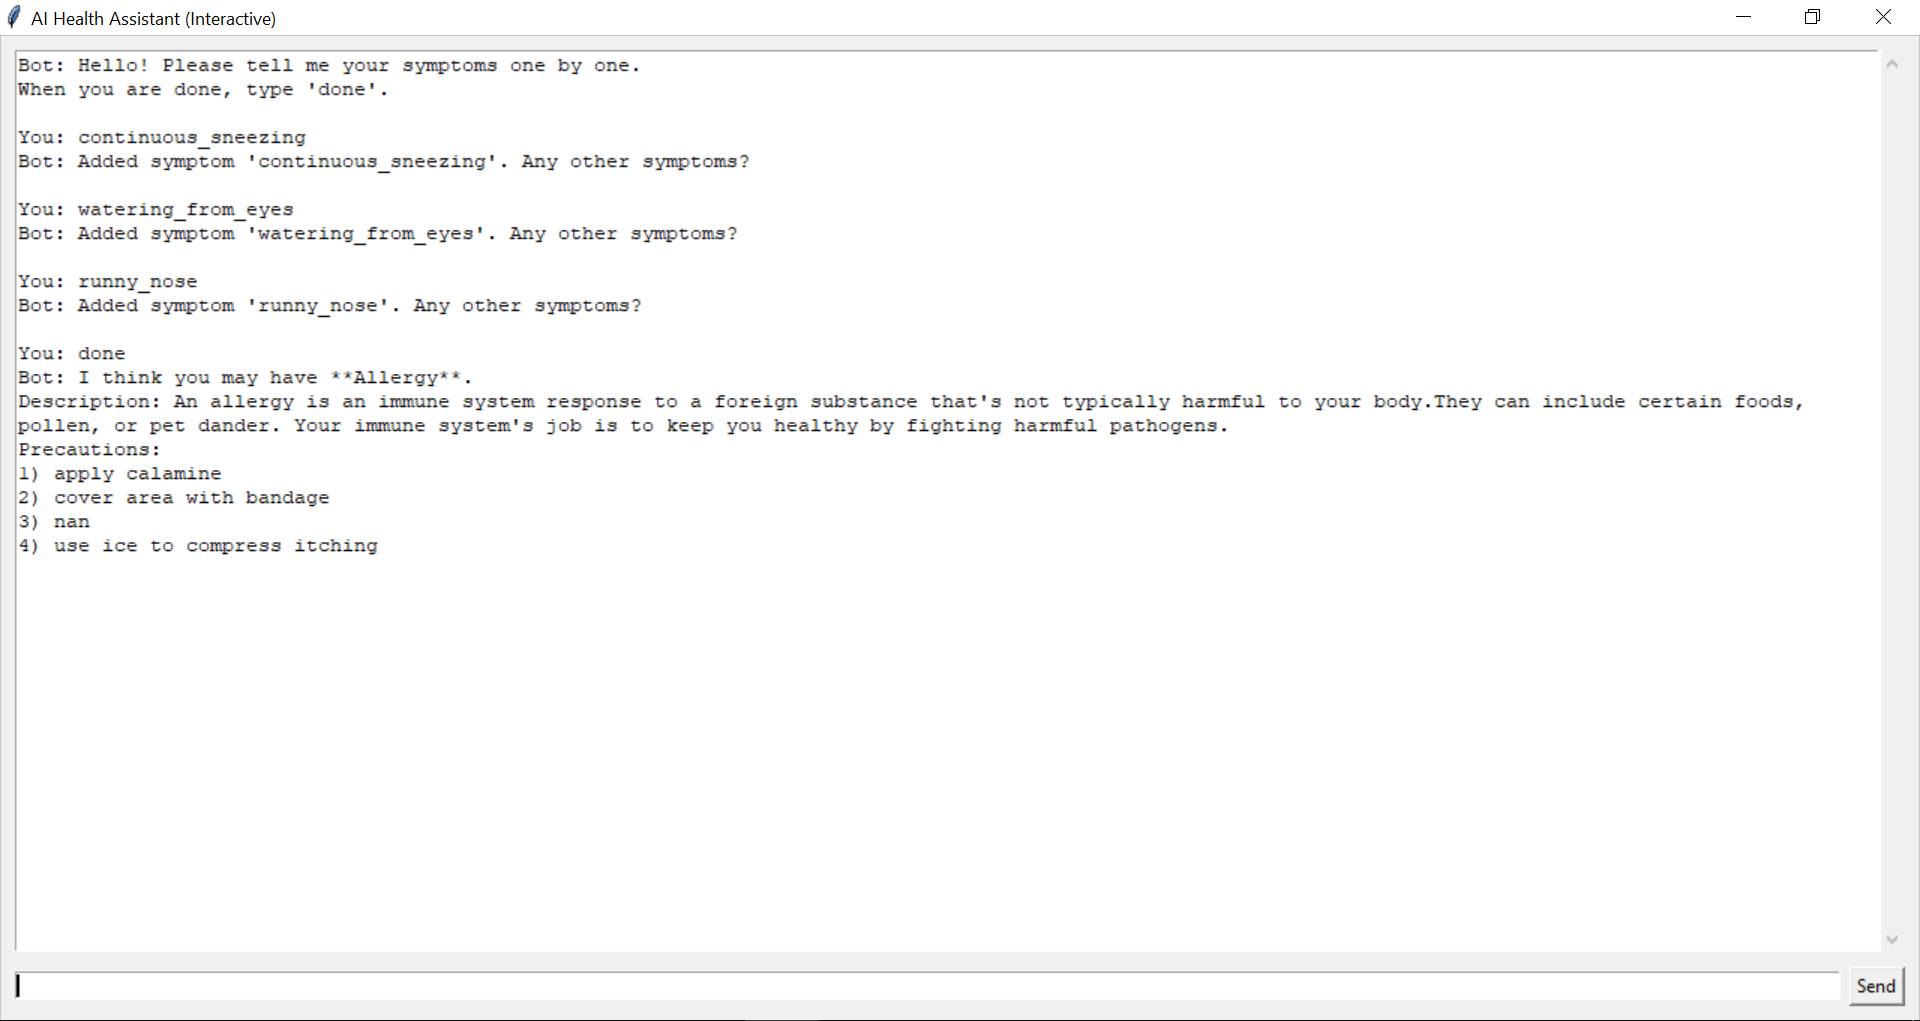 AI Health Assistant (Interactive)
Bot: Hello! Please tell me your symptoms one by one.
When you are done, type 'done'.
You: continuous_sneezing
Bot: Added symptom 'continuous_sneezing'. Any other symptoms?
You: watering_from_eyes
Bot: Added symptom 'watering_from_eyes'. Any other symptoms?
You: runny_nose
Bot: Added symptom 'runny_nose'. Any other symptoms?
You: done
Bot: I think you may have **Allergy**.
Description: An allergy is an immune system response to a foreign substance that's not typically harmful to your body.They can include certain foods,
pollen, or pet dander. Your immune system's job is to keep you healthy by fighting harmful pathogens.
Precautions:
1) apply calamine
2) cover area with bandage
3) nan
4) use ice to compress itching
Send